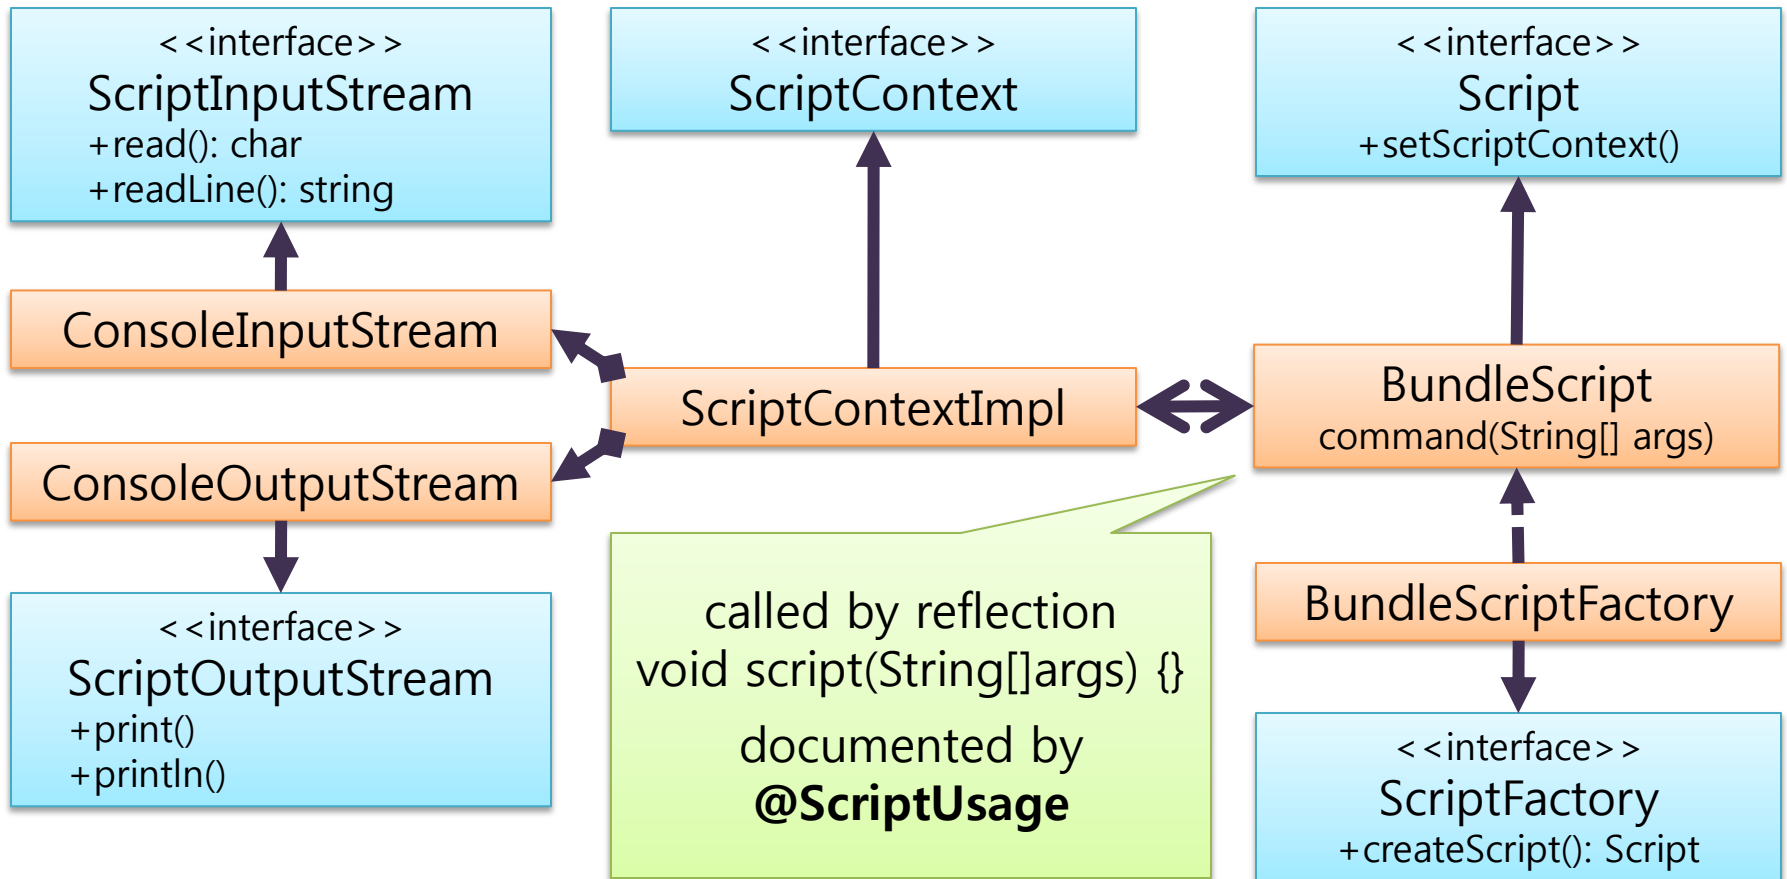 <<interface>>
ScriptInputStream
+read(): char
+readLine(): string
<<interface>>
ScriptContext
<<interface>>
Script
+setScriptContext()
ConsoleInputStream
ScriptContextImpl
BundleScript
command(String[] args)
ConsoleOutputStream
BundleScriptFactory
<<interface>>
ScriptOutputStream
+print()
+println()
called by reflection
void script(String[]args) {}
documented by
@ScriptUsage
<<interface>>
ScriptFactory
+createScript(): Script